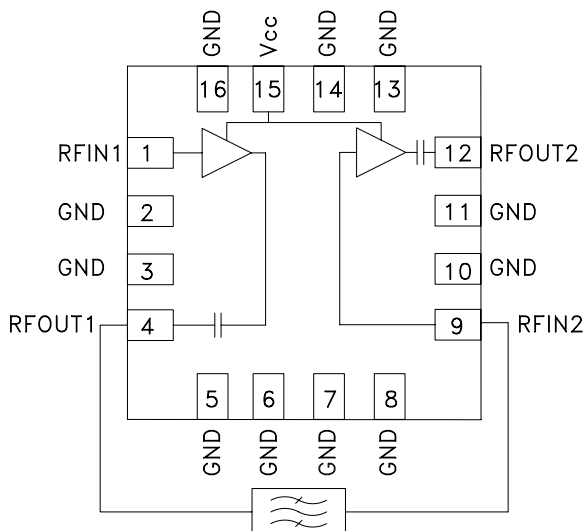 GND
Vcc
GND
GND
16
15
14
13
RFIN1
1
12
RFOUT2
GND
2
11
GND
GND
3
10
GND
RFOUT1
4
9
RFIN2
5
6
7
8
GND
GND
GND
GND